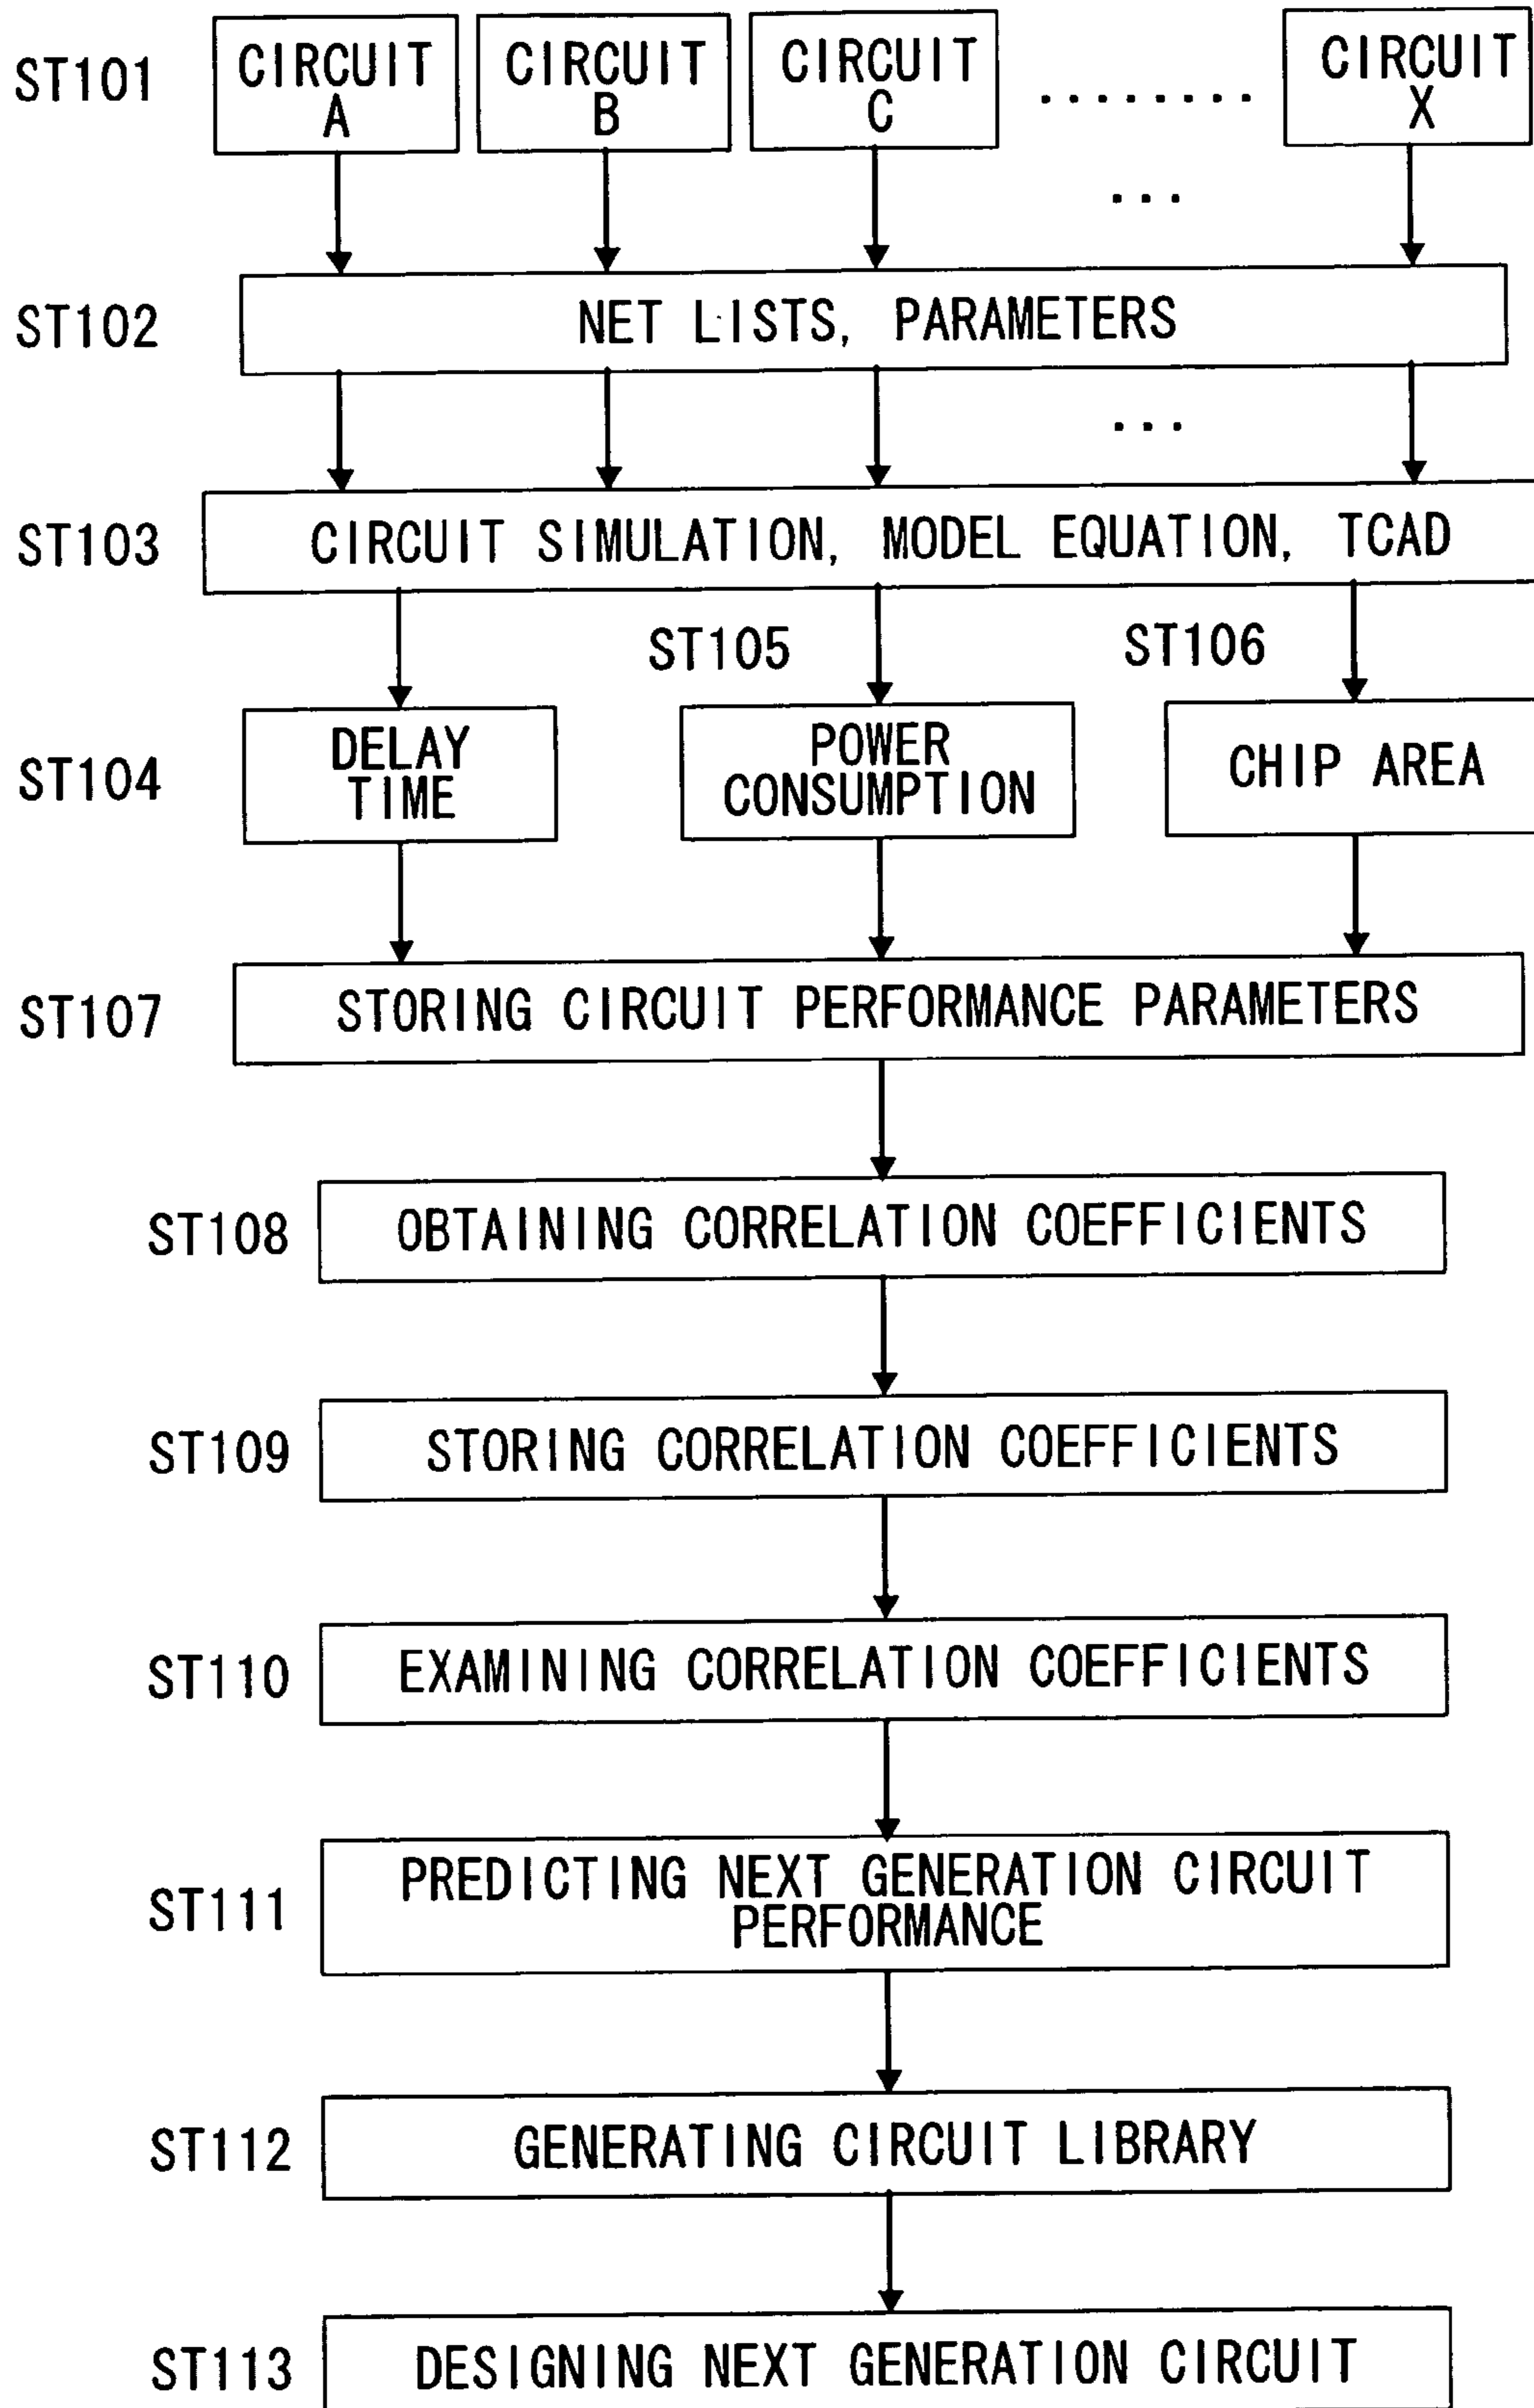 ST101
CIRCUIT
A
CIRCUIT
B
CIRCUIT
C
.........
CIRCUIT
X
...
ST102
NET LISTS, PARAMETERS
...
ST103
CIRCUIT SIMULATION, MODEL EQUATION, TCAD
ST105
ST106
ST104
DELAY
TIME
POWER
CONSUMPTION
CHIP AREA
ST107
STORING CIRCUIT PERFORMANCE PARAMETERS
ST108
OBTAINING CORRELATION COEFFICIENTS
ST109
STORING CORRELATION COEFFICIENTS
ST110
EXAMINING CORRELATION COEFFICIENTS
ST111
PREDICTING NEXT GENERATION CIRCUIT
PERFORMANCE
ST112
GENERATING CIRCUIT LIBRARY
ST113
DESIGNING NEXT GENERATION CIRCUIT